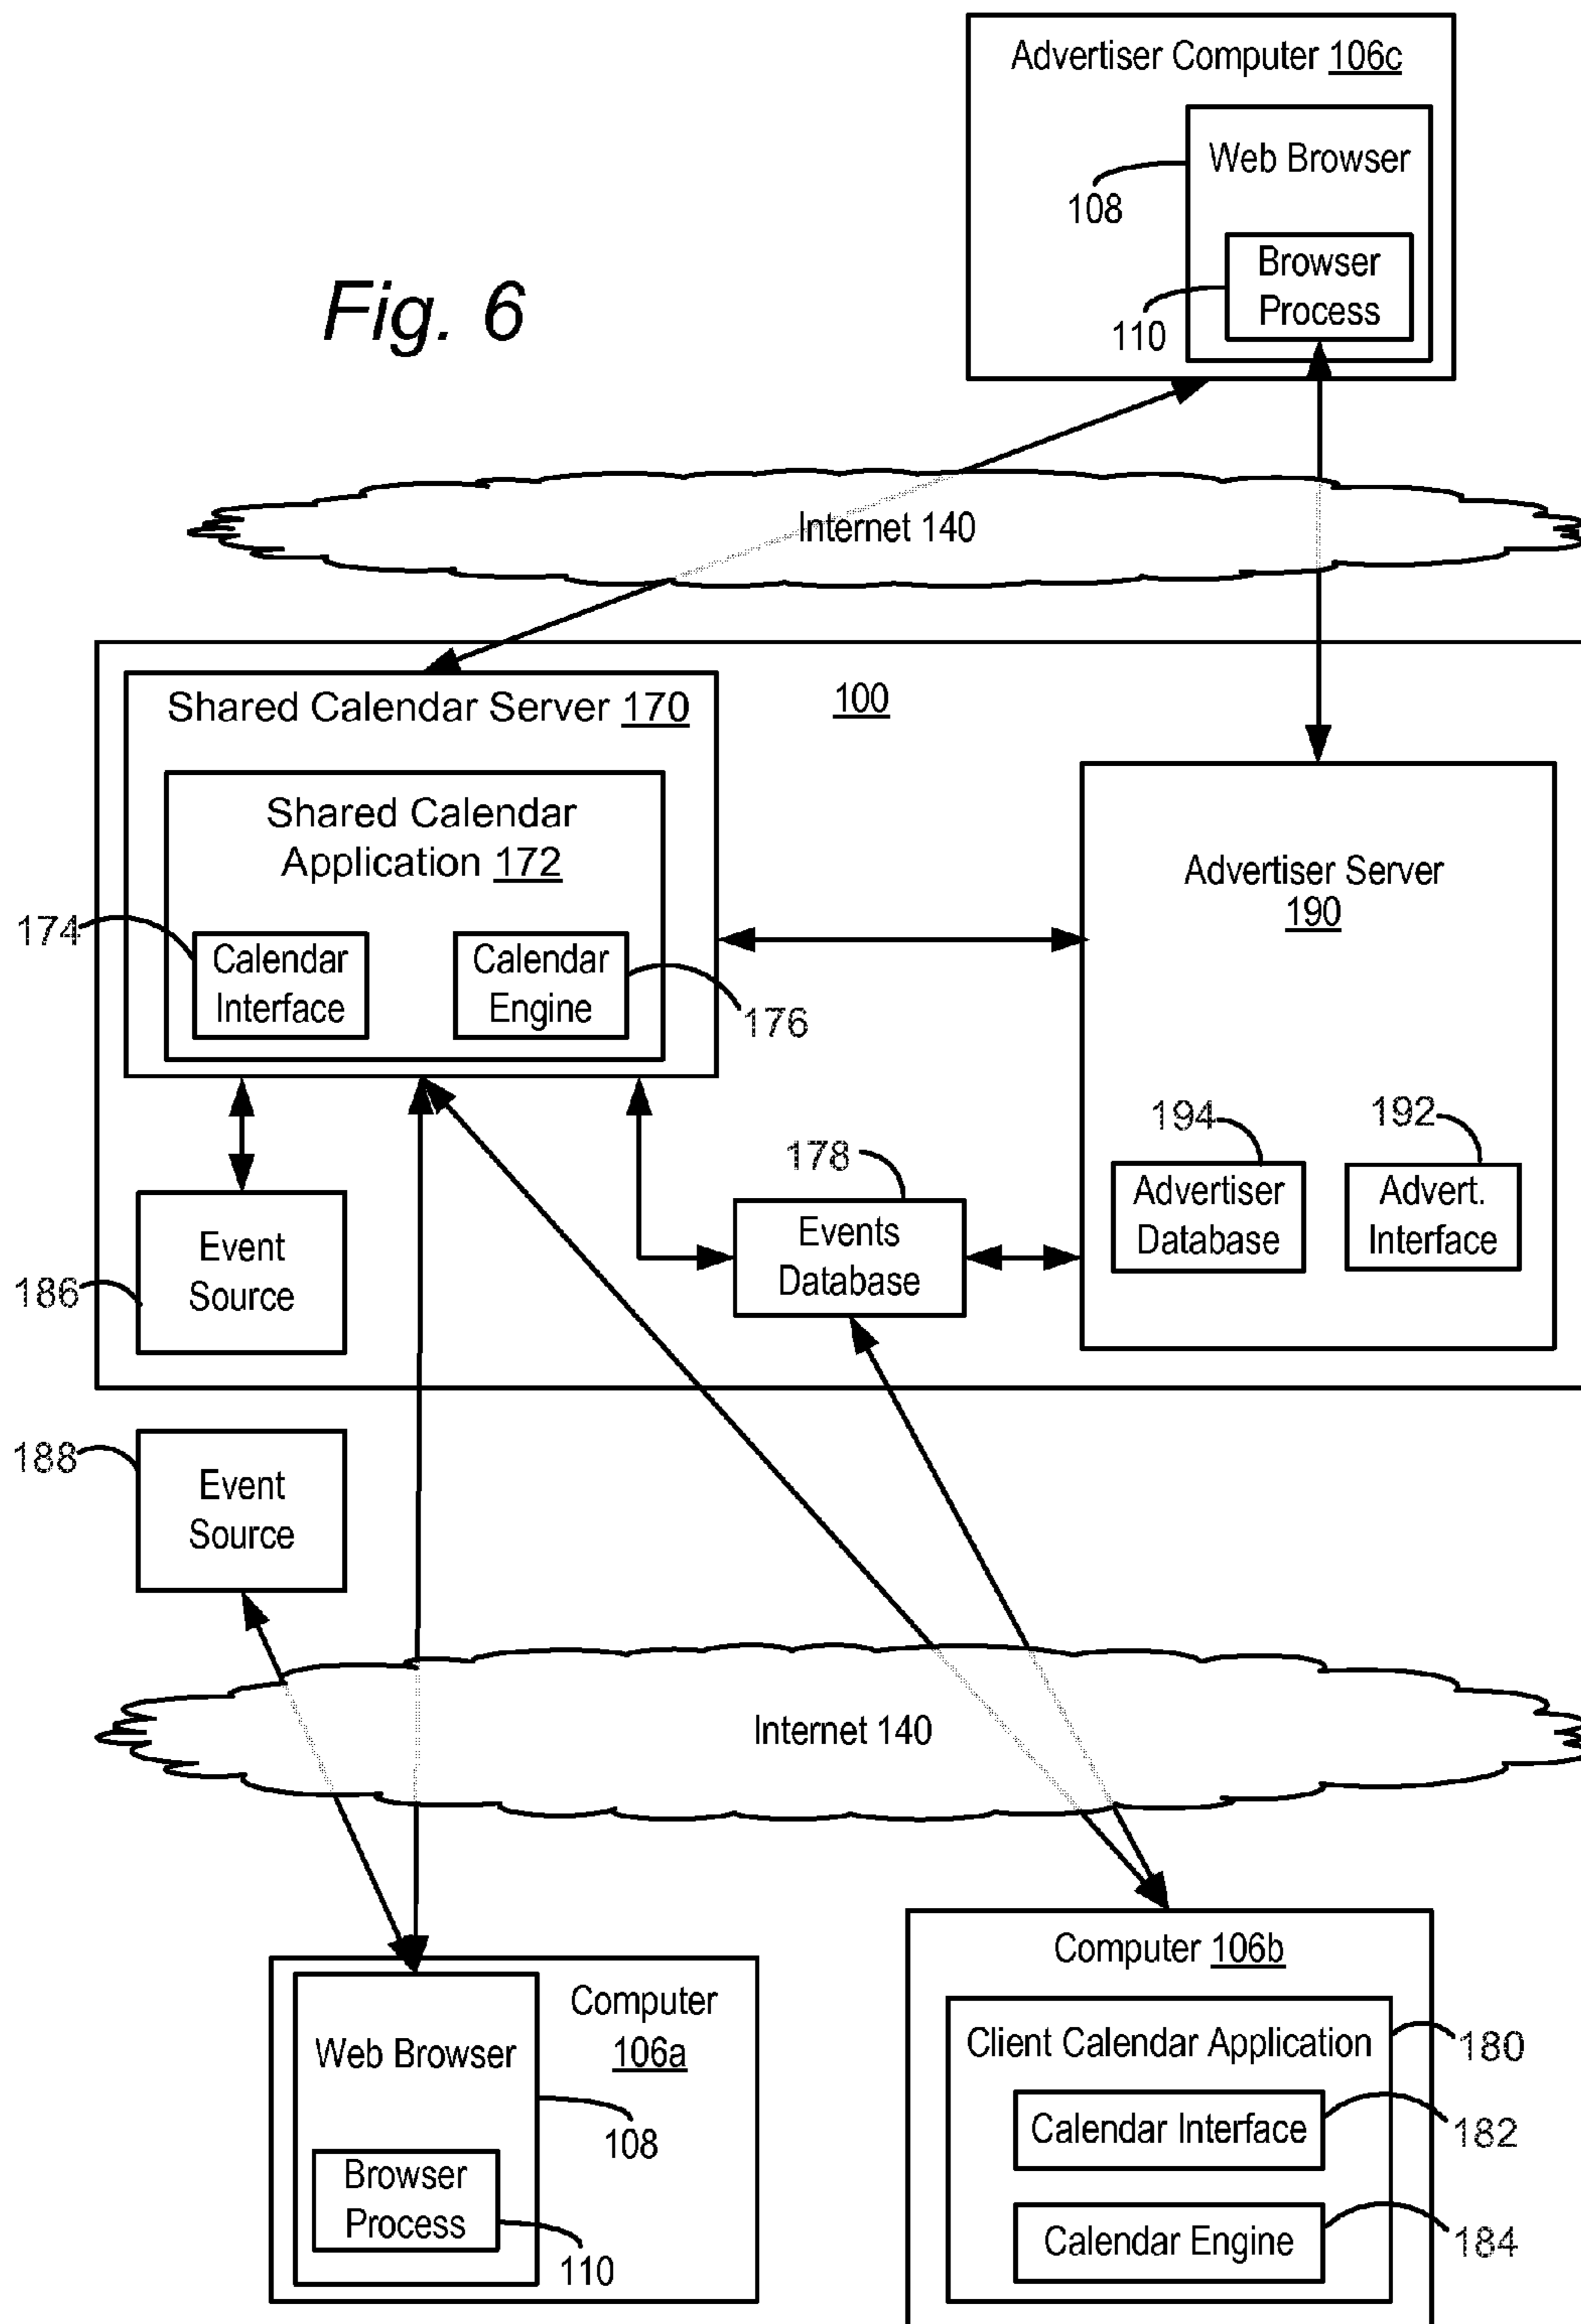 Advertiser Computer 106c
Web Browser
108
Browser
Process
110
Fig. 6
Internet 140
100
Shared Calendar Server 170
Shared Calendar
Application 172
174
Calendar
Interface
Calendar
Engine
176
Advertiser Server
190
194
Advertiser
Database
192
Advert.
Interface
178
Events
Database
Event
Source
186
188
Event
Source
Internet 140
Computer
106a
Web Browser
108
Browser
Process
110
Computer 106b
Client Calendar Application
180
Calendar Interface
182
Calendar Engine
184